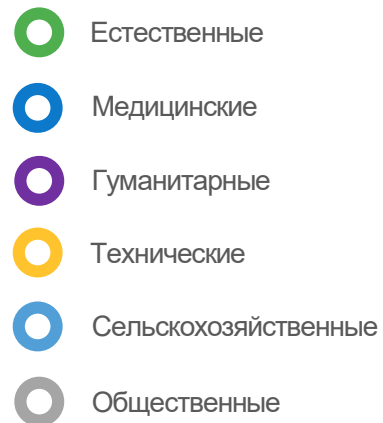 Естественные
Медицинские
Гуманитарные
Технические
Сельскохозяйственные
Общественные